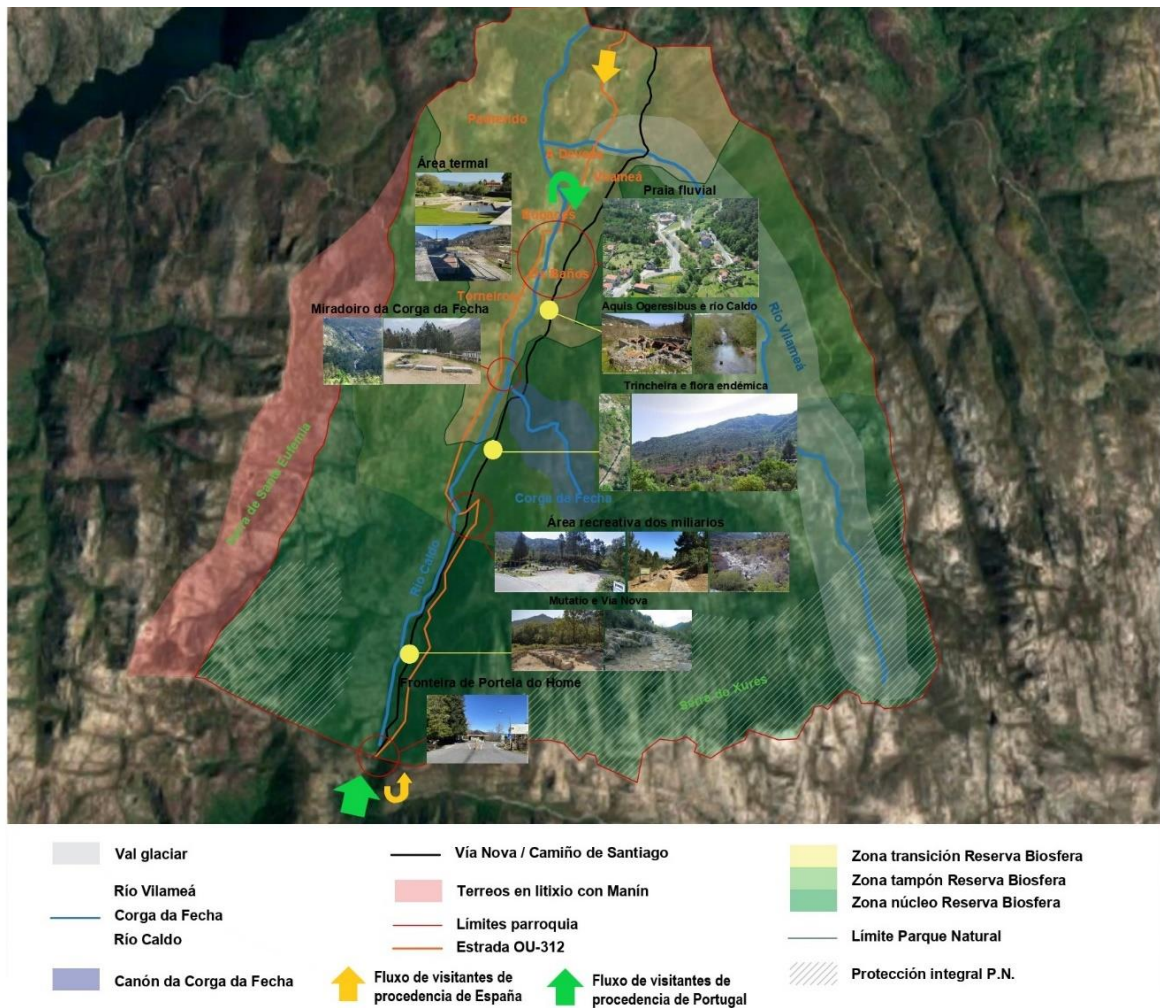 Área termal
Vilameá
Praia fluvial
Torneiros
Miradoiro da Corga da Fecha
Aquis Ogeresibus e río Caldo
Río Vilameá
Trincheira e flora endémica
Serra de Santa Eufemia
Corga da Fecha
Área recreativa dos miliarios
Río Caldo
Mutatio e Vía Nova
Fronteira de Portela do Home
Serra do Xurés
Val glaciar
Río Vilameá
Corga da Fecha
Río Caldo
Canón da Corga da Fecha
Vía Nova / Camiño de Santiago
Terreos en litixio con Manín
Límites parroquia
Estrada OU-312
Fluxo de visitantes de
procedencia de España
Fluxo de visitantes de
procedencia de Portugal
Zona transición Reserva Biosfera
Zona tampón Reserva Biosfera
Zona núcleo Reserva Biosfera
Límite Parque Natural
Protección integral P.N.